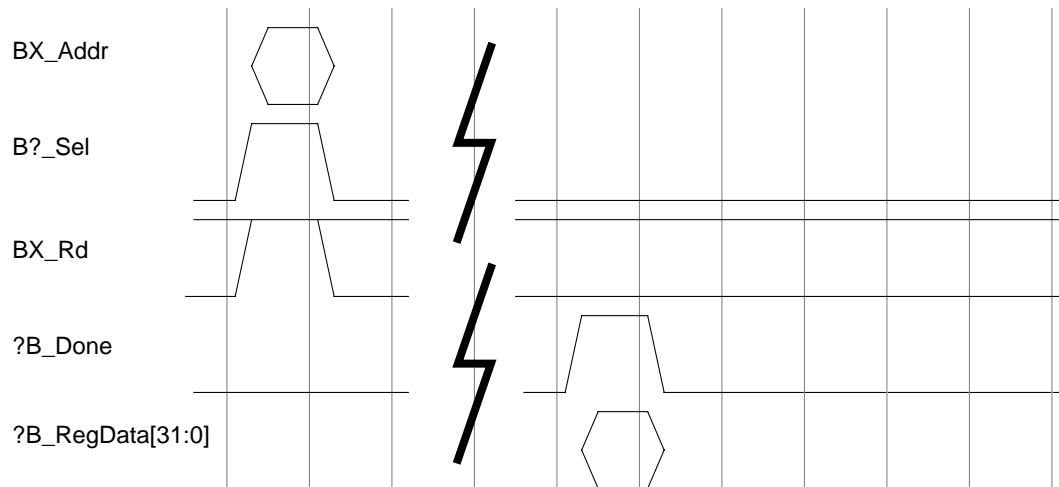 BX_Addr
B?_Sel
BX_Rd
?B_Done
?B_RegData[31:0]